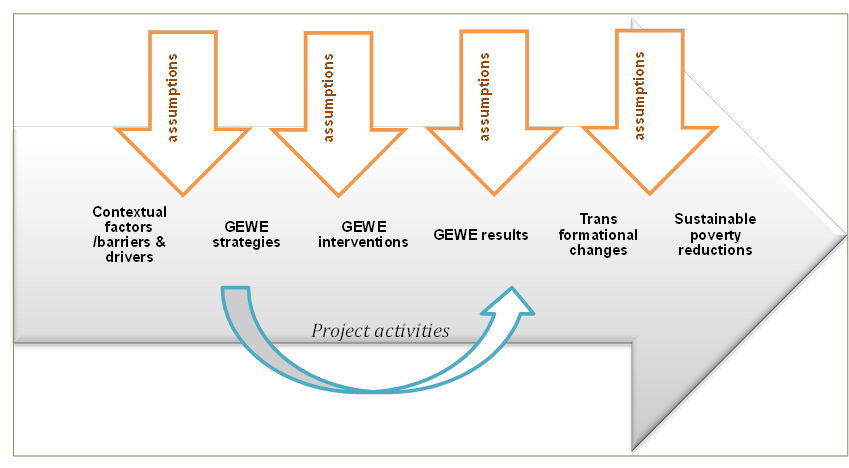 assumptions
assumptions
assumptions
assumptions
Contextual
factors
/barriers &
drivers
GEWE
strategies
GEWE
interventions
GEWE results
Trans
formational
changes
Sustainable
poverty
reductions
Project activities